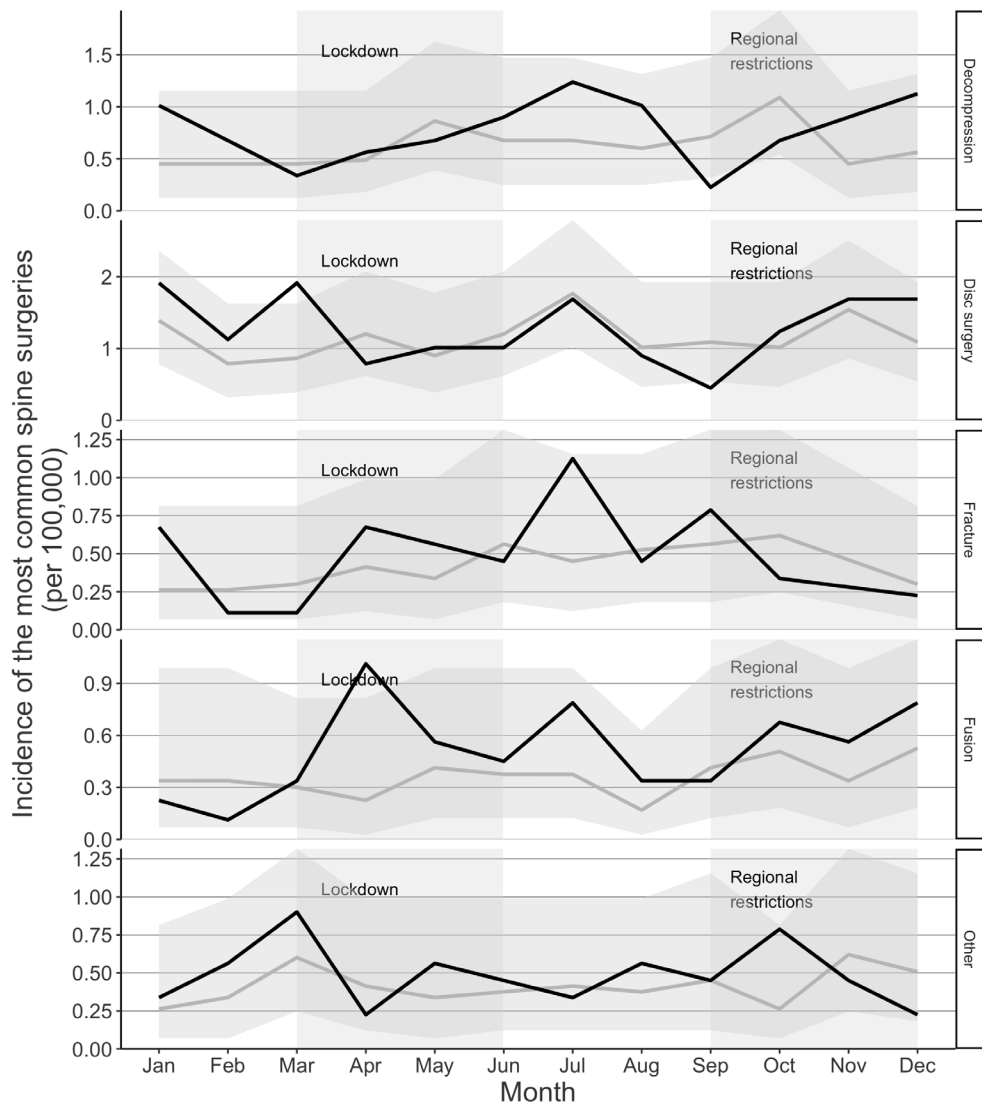 Incidence of the most common spine surgeries
(per 100,000)
Lockdown
Regional
restrictions
1.5
1.0
0.5
0.0
Decompression
Lockdown
Regional
restrictions
2
1
0
Disc surgery
Lockdown
Regional
restrictions
1.25
1.00
0.75
0.50
0.25
0.00
Fracture
Lockdown
Regional
restrictions
0.9
0.6
0.3
0.0
Fusion
Lockdown
Regional
restrictions
1.25
1.00
0.75
0.50
0.25
0.00
Other
Jan Feb Mar Apr May Jun Jul Aug Sep Oct Nov Dec
Month